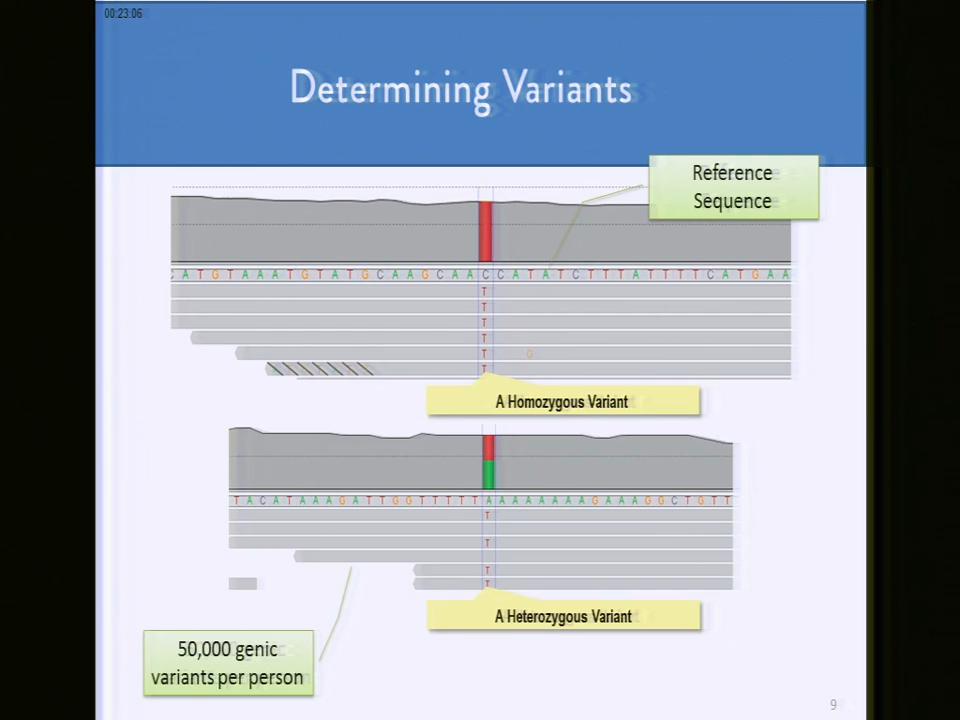 00:23:06
Determining Variants
Reference
Sequence
C A T G T A A A T G T A T G C A A G C A A C C A T A T C T T T A T T T T C A T G A A
T
T
T
T
T G
T
A Homozygous Variant
T A C A T A A A G A T T G G T T T T T A A A A A A A A G A A A G G C T G T T
T
T
T
T
A Heterozygous Variant
50,000 genic
variants per person
9